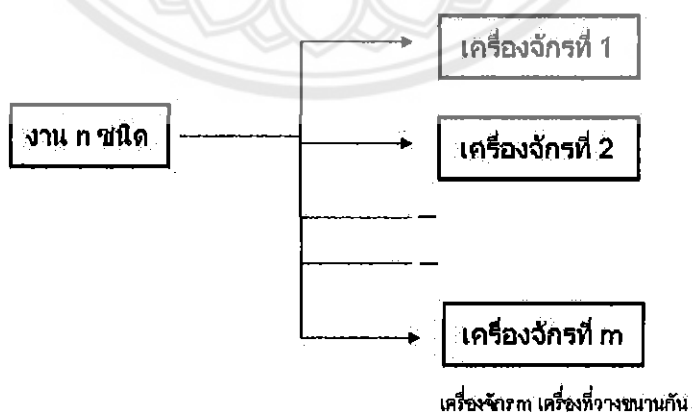 เครื่องจักรที่ 1
งาน n ชนิด
เครื่องจักรที่ 2
เครื่องจักรที่ m
เครื่องจักรm เครื่องที่วางขนานกัน